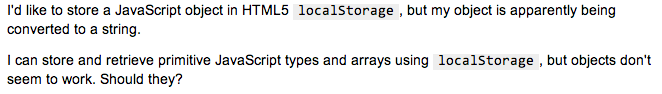 I'd like to store a JavaScript object in HTML5 localStorage, but my object is apparently being
converted to a string.
I can store and retrieve primitive JavaScript types and arrays using localStorage, but objects don't
seem to work. Should they?